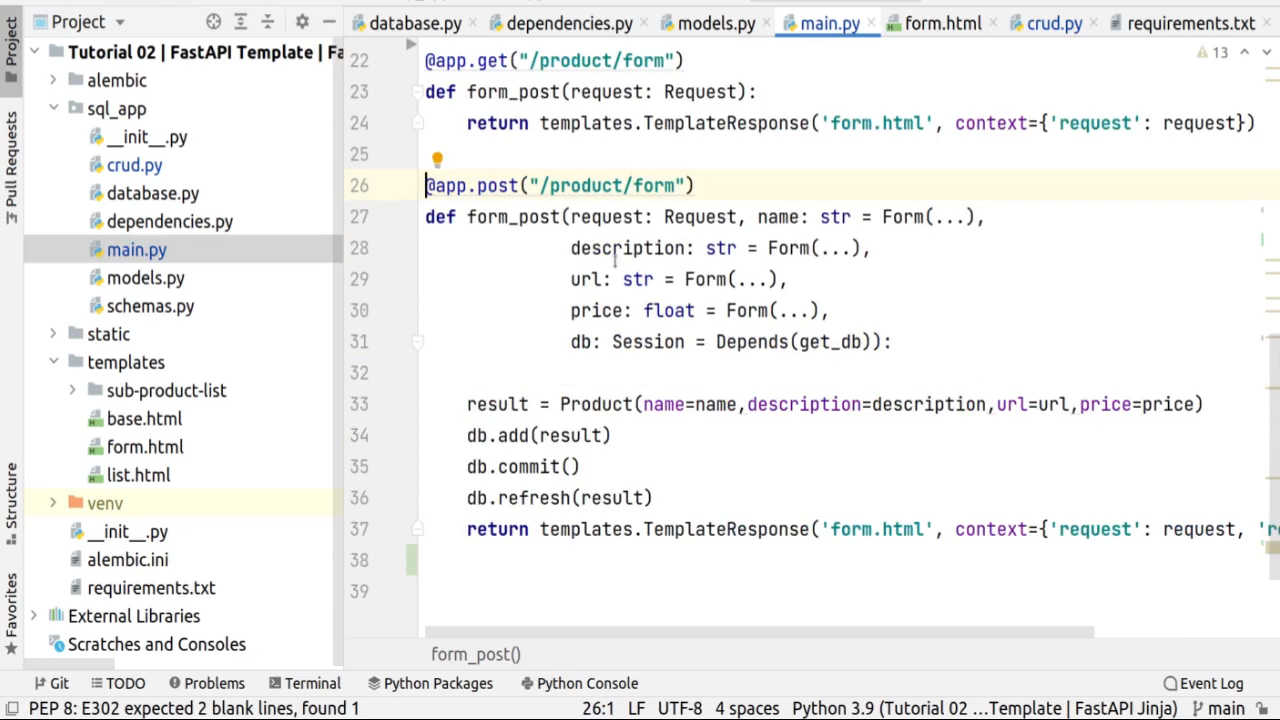 Project
database.py
dependencies.py
models.py
main.py
form.html
crud.py
requirements.txt
Project
Pull Requests
Structure
Favorites
Tutorial 02 | FastAPI Template | Fa
alembic
sql_app
__init__.py
crud.py
database.py
dependencies.py
main.py
models.py
schemas.py
static
templates
sub-product-list
base.html
form.html
list.html
venv
__init__.py
alembic.ini
requirements.txt
External Libraries
Scratches and Consoles
13
22 @app.get("/product/form")
23 def form_post(request: Request):
24 return templates.TemplateResponse('form.html', context={'request': request})
25
26 @app.post("/product/form")
27 def form_post(request: Request, name: str = Form(...),
28 description: str = Form(...),
29 url: str = Form(...),
30 price: float = Form(...),
31 db: Session = Depends(get_db)):
32
33 result = Product(name=name,description=description,url=url,price=price)
34 db.add(result)
35 db.commit()
36 db.refresh(result)
37 return templates.TemplateResponse('form.html', context={'request': request, 're
38
39
form_post()
Git
TODO
Problems
Terminal
Python Packages
Python Console
Event Log
PEP 8: E302 expected 2 blank lines, found 1
26:1 LF UTF-8 4 spaces Python 3.9 (Tutorial 02 ...Template | FastAPI Jinja) main